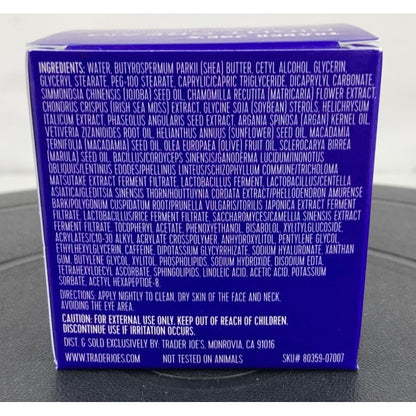 INGREDIENTS: WATER, BUTYROSPERMUM PARKII (SHEA) BUTTER, CETYL ALCOHOL, GLYCERIN,
GLYCERYL STEARATE, PEG-100 STEARATE, CAPRYLIC/CAPRIC TRIGLYCERIDE, DICAPRYLYL CARBONATE,
SIMMONDSIA CHINENSIS (JOJOBA) SEED OIL, CHAMOMILLA RECUTITA (MATRICARIA) FLOWER EXTRACT,
CHONDRUS CRISPUS (IRISH SEA MOSS) EXTRACT, GLYCINE SOJA (SOYBEAN) STEROLS, HELICHRYSUM
ITALICUM EXTRACT, PHASEOLUS ANGULARIS SEED EXTRACT, ARGANIA SPINOSA (ARGAN) KERNEL OIL,
VETIVERIA ZIZANIOIDES ROOT OIL, HELIANTHUS ANNUUS (SUNFLOWER) SEED OIL, MACADAMIA
TERNIFOLIA (MACADAMIA) SEED OIL, OLEA EUROPAEA (OLIVE) FRUIT OIL, SCLEROCARYA BIRREA
(MARULA) SEED OIL, BACILLUS/CORDYCEPS SINENSIS/GANODERMA LUCIDUM/INONOTUS
OBLIQUUS/LENTINUS EDODES/PHELLINUS LINTEUS/SCHIZOPHYLLUM COMMUNE/TRICHOLOMA
MATSUTAKE EXTRACT FERMENT FILTRATE, LACTOBACILLUS FERMENT, LACTOBACILLUS/CENTELLA
ASIATICA/GLEDITSIA SINENSIS THORN/HOUTTUYNIA CORDATA EXTRACT/PHELLODENDRON AMURENSE
BARK/POLYGONUM CUSPIDATUM ROOT/PRUNELLA VULGARIS/TORILIS JAPONICA EXTRACT FERMENT
FILTRATE, LACTOBACILLUS/RICE FERMENT FILTRATE, SACCHAROMYCES/CAMELLIA SINENSIS EXTRACT
FERMENT FILTRATE, TOCOPHERYL ACETATE, PHENOXYETHANOL, BISABOLOL, XYLITYLGLUCOSIDE,
ACRYLATES/C10-30 ALKYL ACRYLATE CROSSPOLYMER, ANHYDROXYLITOL, PENTYLENE GLYCOL,
ETHYLHEXYLGLYCERIN, CAFFEINE, DIPOTASSIUM GLYCYRRHIZATE, SODIUM HYALURONATE, XANTHAN
GUM, BUTYLENE GLYCOL, XYLITOL, PHOSPHOLIPIDS, SODIUM HYDROXIDE, DISODIUM EDTA,
TETRAHEXYLDECYL ASCORBATE, SPHINGOLIPIDS, LINOLEIC ACID, ACETIC ACID, POTASSIUM
SORBATE, ACETYL HEXAPEPTIDE-8.
DIRECTIONS: APPLY NIGHTLY TO CLEAN, DRY SKIN OF THE FACE AND NECK,
AVOIDING THE EYE AREA.
CAUTION: FOR EXTERNAL USE ONLY. KEEP OUT OF REACH OF CHILDREN.
DISCONTINUE USE IF IRRITATION OCCURS.
DIST. & SOLD EXCLUSIVELY BY: TRADER JOE'S, MONROVIA, CA 91016
WWW.TRADERJOES.COM NOT TESTED ON ANIMALS SKU# 80359-07007